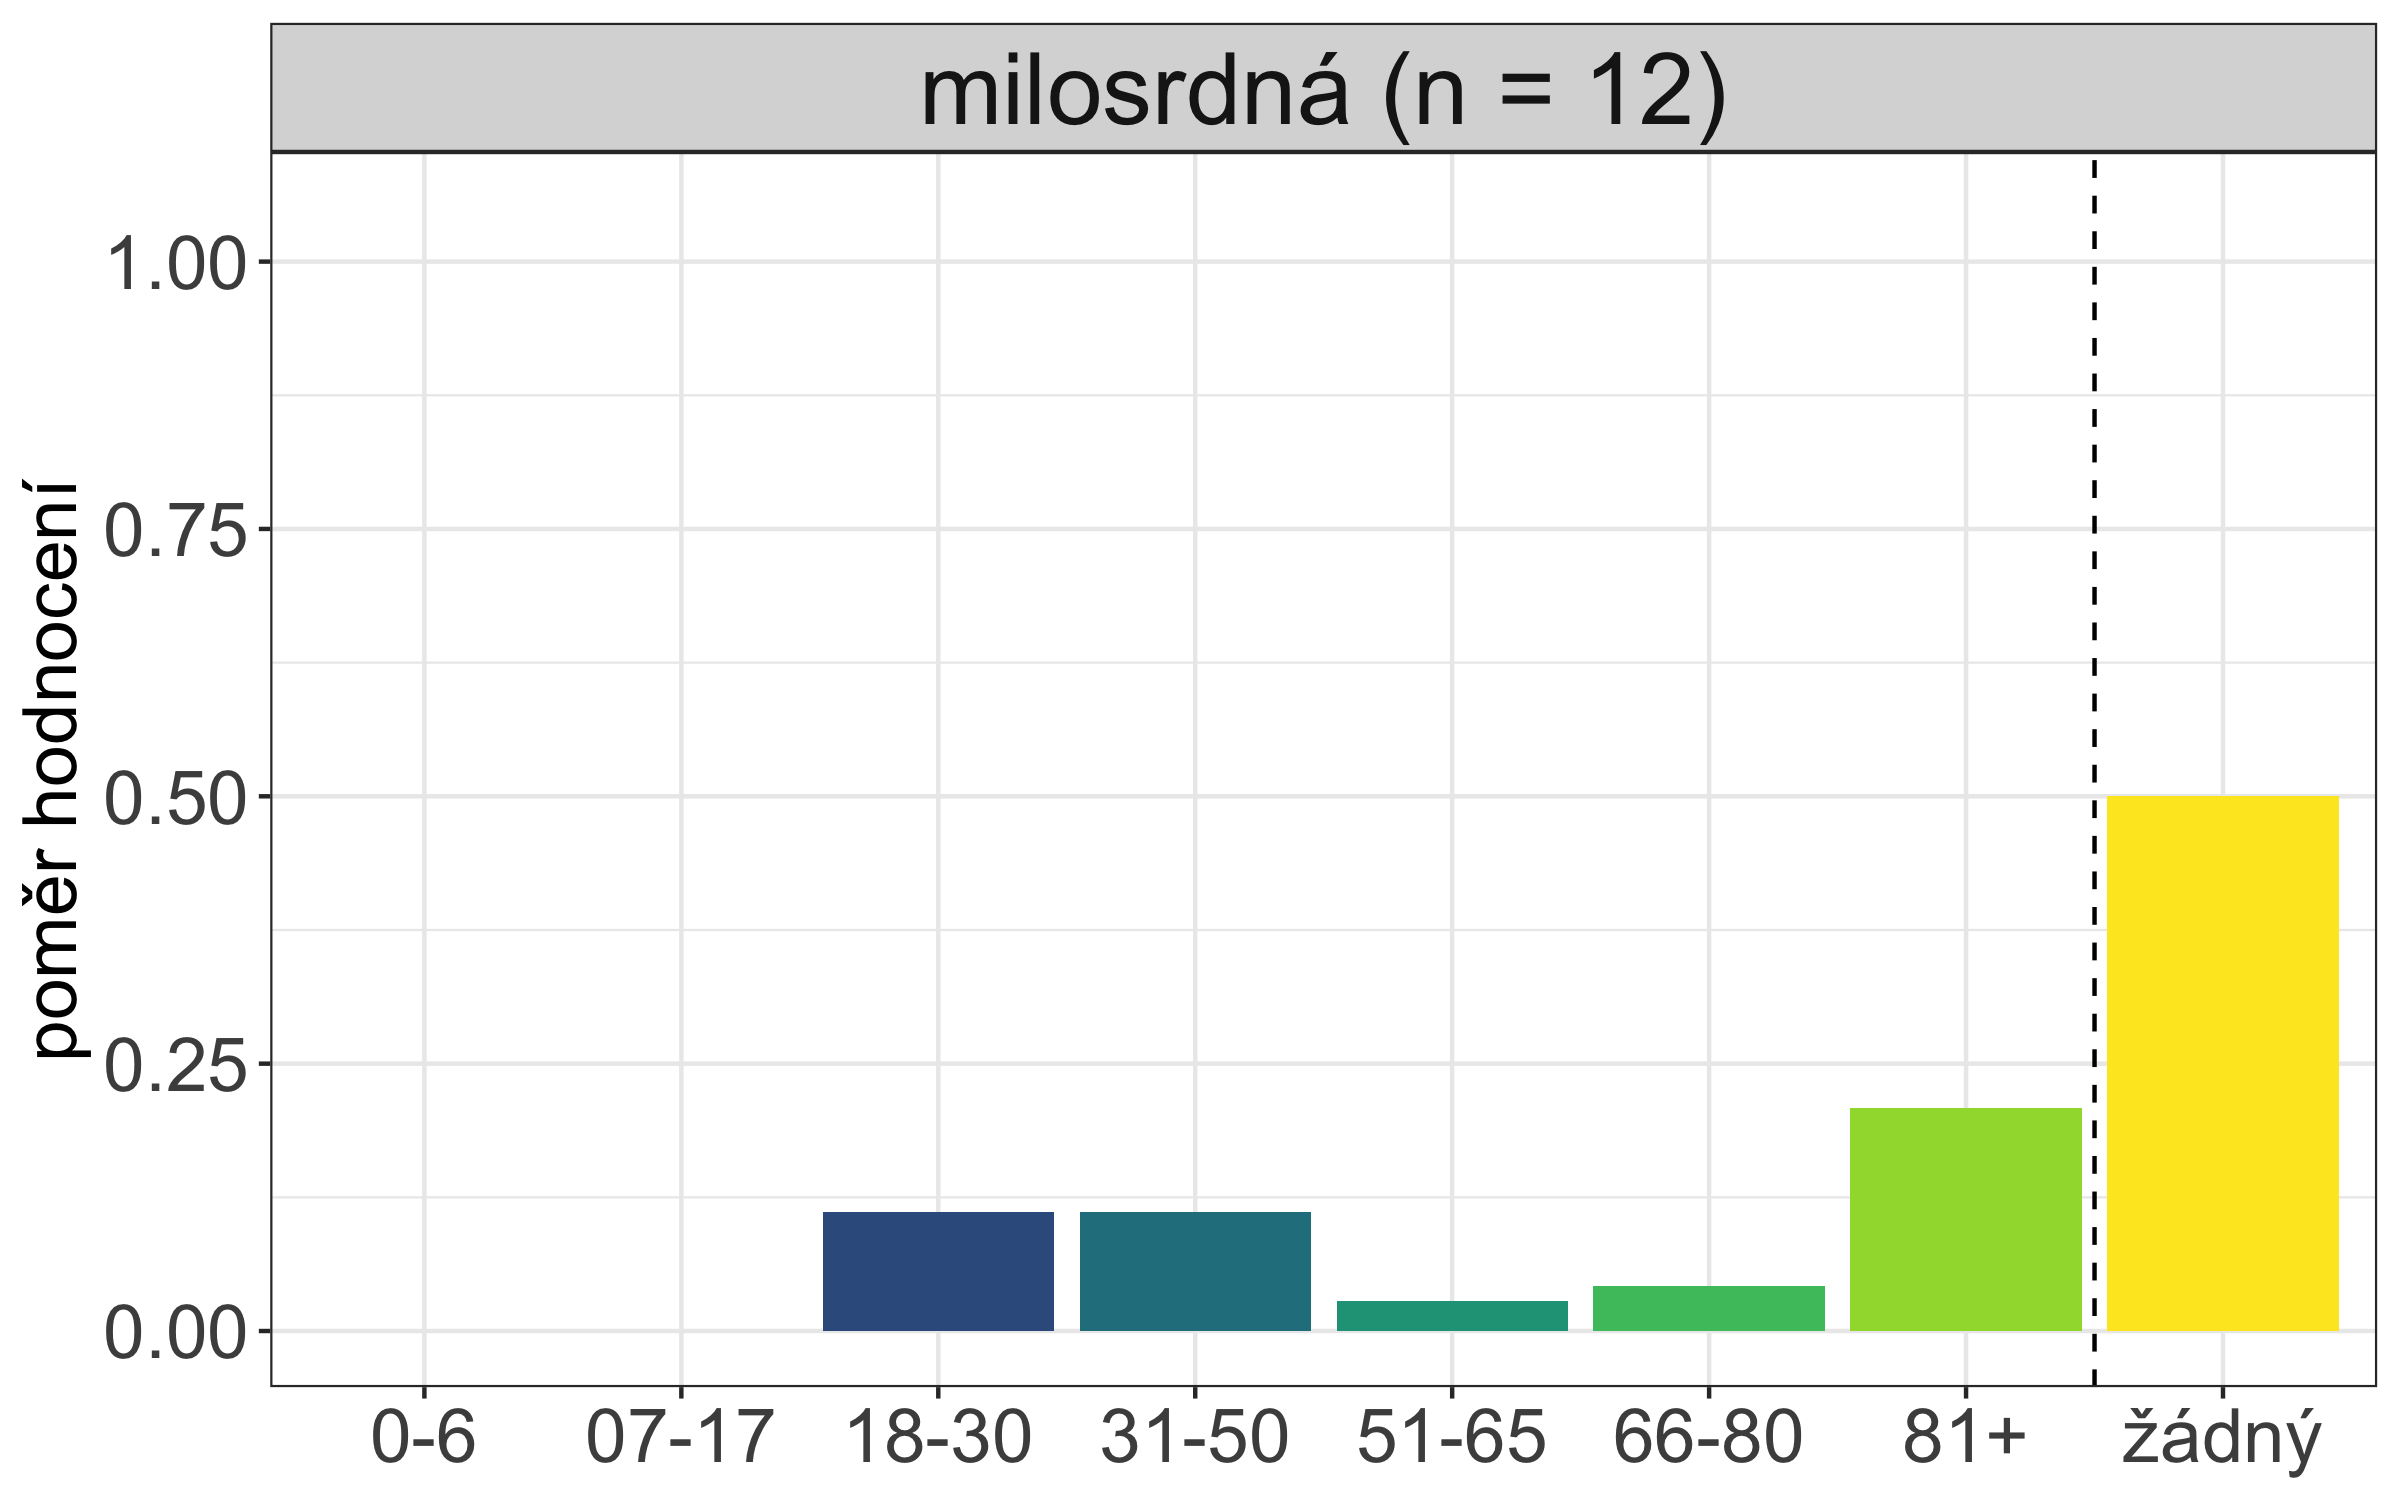 milosrdná (n = 12)
poměr hodnocení
1.00
0.75
0.50
0.25
0.00
0-6 07-17 18-30 31-50 51-65 66-80 81+ žádný